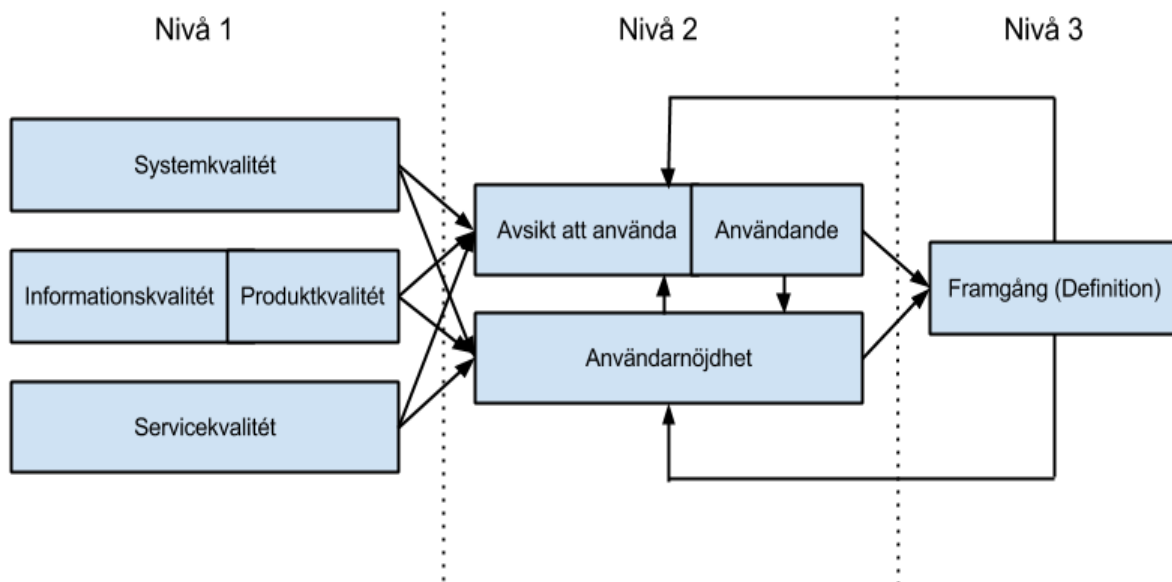 Nivå 1
Nivå 2
Nivå 3
Systemkvalitét
Informationskvalitét
Produktkvalitét
Servicekvalitét
Avsikt att använda
Användande
Användarnöjdhet
Framgång (Definition)